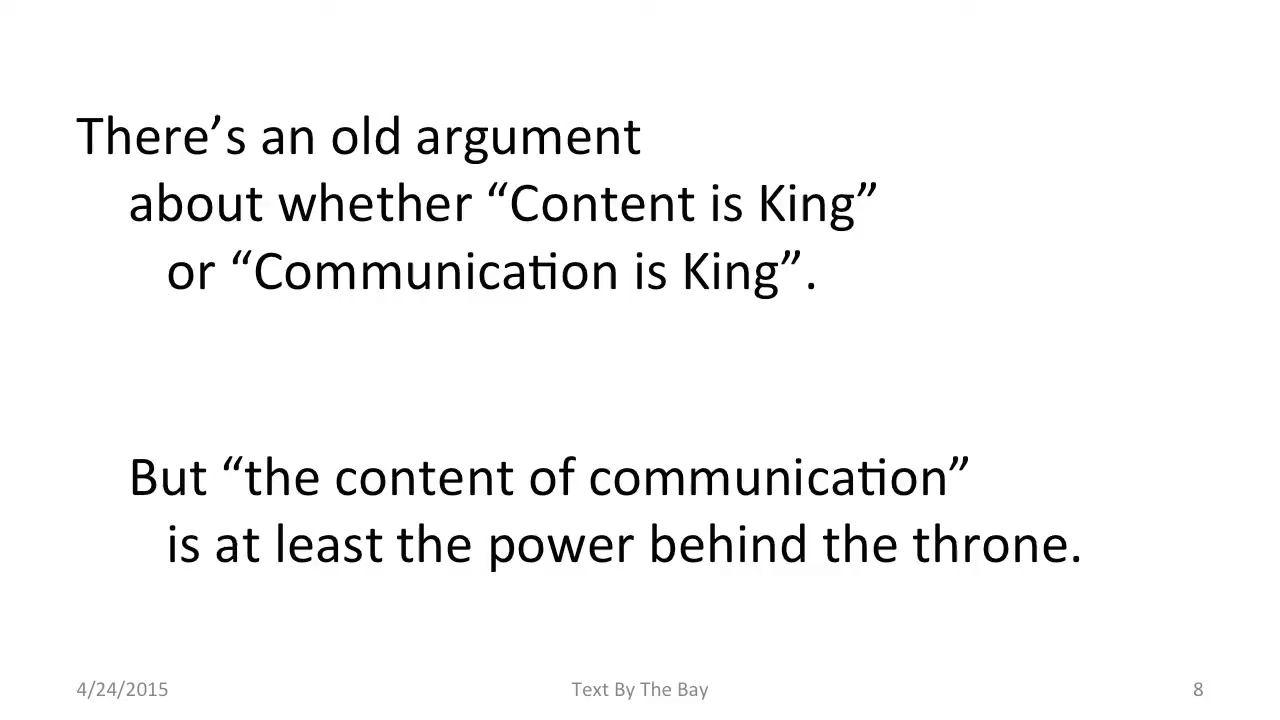 There’s an old argument
about whether “Content is King”
or “Communication is King”.
But “the content of communication”
is at least the power behind the throne.
4/24/2015
Text By The Bay
8